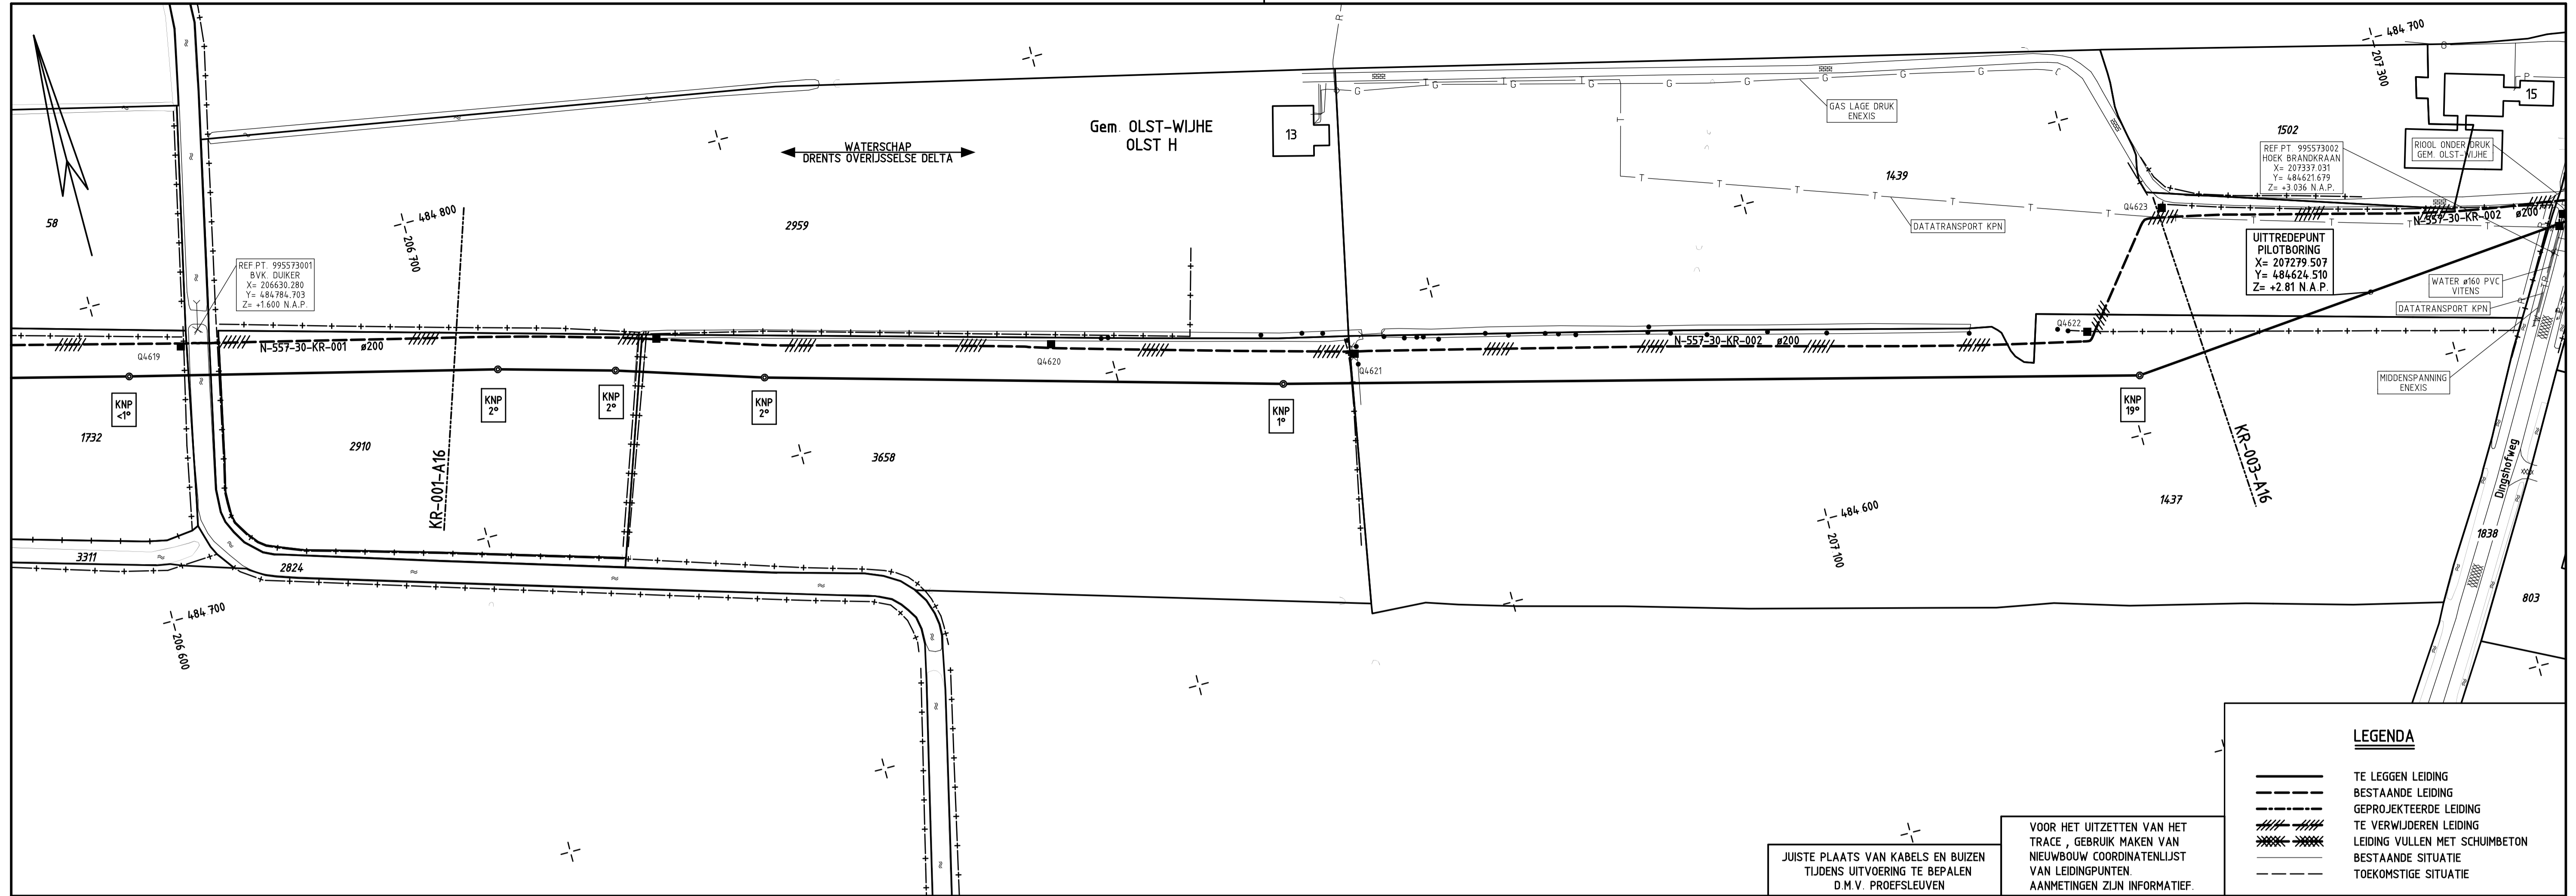 R
484 700
207 300
G
P
15
13
Gem. OLST-WIJHE
OLST H
WATERSCHAP
DRENTS OVERIJSSELSE DELTA
T T T
G G G G G G G G
T
GAS LAGE DRUK
ENEXIS
1439
T T T T T T T
DATATRANSPORT KPN
1502
RIOOL ONDER DRUK
GEM. OLST-WIJHE
REF.PT. 995573002
HOEK BRANDKRAAN
X= 207337.031
Y= 484621.679
Z= +3.036 N.A.P.
Q4623
N-557-30-KR-002 ø200
T T T
UITTREDEPUNT
PILOTBORING
X= 207279.507
Y= 484624.510
Z= +2.81 N.A.P.
WATER ø160 PVC
VITENS
DATATRANSPORT KPN
MIDDENSPANNING
ENEXIS
58
484 800
206 700
2959
REF.PT. 995573001
BVK. DUIKER
X= 206630.280
Y= 484784.703
Z= +1.600 N.A.P.
Q4619
N-557-30-KR-001 ø200
Q4620
Q4621
N-557-30-KR-002 ø200
Q4622
KNP
<1°
KNP
2°
KNP
2°
KNP
2°
KNP
1°
KNP
19°
1732
2910
KR-001-A16
3658
KR-003-A16
1437
Dingshofweg
1838
803
484 600
207 100
3311
2824
484 700
206 600
LEGENDA
TE LEGGEN LEIDING
BESTAANDE LEIDING
GEPROJEKTEERDE LEIDING
TE VERWIJDEREN LEIDING
LEIDING VULLEN MET SCHUIMBETON
BESTAANDE SITUATIE
TOEKOMSTIGE SITUATIE
JUISTE PLAATS VAN KABELS EN BUIZEN
TIJDENS UITVOERING TE BEPALEN
D.M.V. PROEFSLEUVEN
VOOR HET UITZETTEN VAN HET
TRACE , GEBRUIK MAKEN VAN
NIEUWBOUW COORDINATENLIJST
VAN LEIDINGPUNTEN.
AANMETINGEN ZIJN INFORMATIEF.